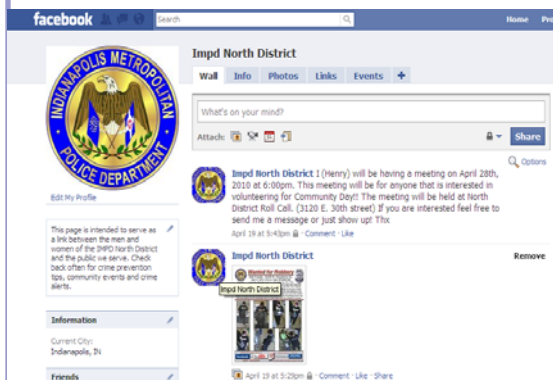 facebook
Search
Home
Impd North District
Wall Info Photos Links Events +
What's on your mind?
Attach:
31
Share
Options
INDIANAPOLIS METROPOLITAN
POLICE DEPARTMENT
Edit My Profile
This page is intended to serve as
a link between the men and
women of the IMPD North District
and the public we serve. Check
back often for crime prevention
tips, community events and crime
alerts.
Information
Current City:
Indianapolis, IN
Friends
Impd North District I (Henry) will be having a meeting on April 28th,
2010 at 6:00pm. This meeting will be for anyone that is interested in
volunteering for Community Day!! The meeting will be held at North
District Roll Call. (3120 E. 30th street) If you are interested feel free to
send me a message or just show up! Thx
April 19 at 5:43pm · Comment · Like
Impd North District
Remove
Wanted for Robbery
Impd North District
April 19 at 5:29pm · Comment · Like · Share